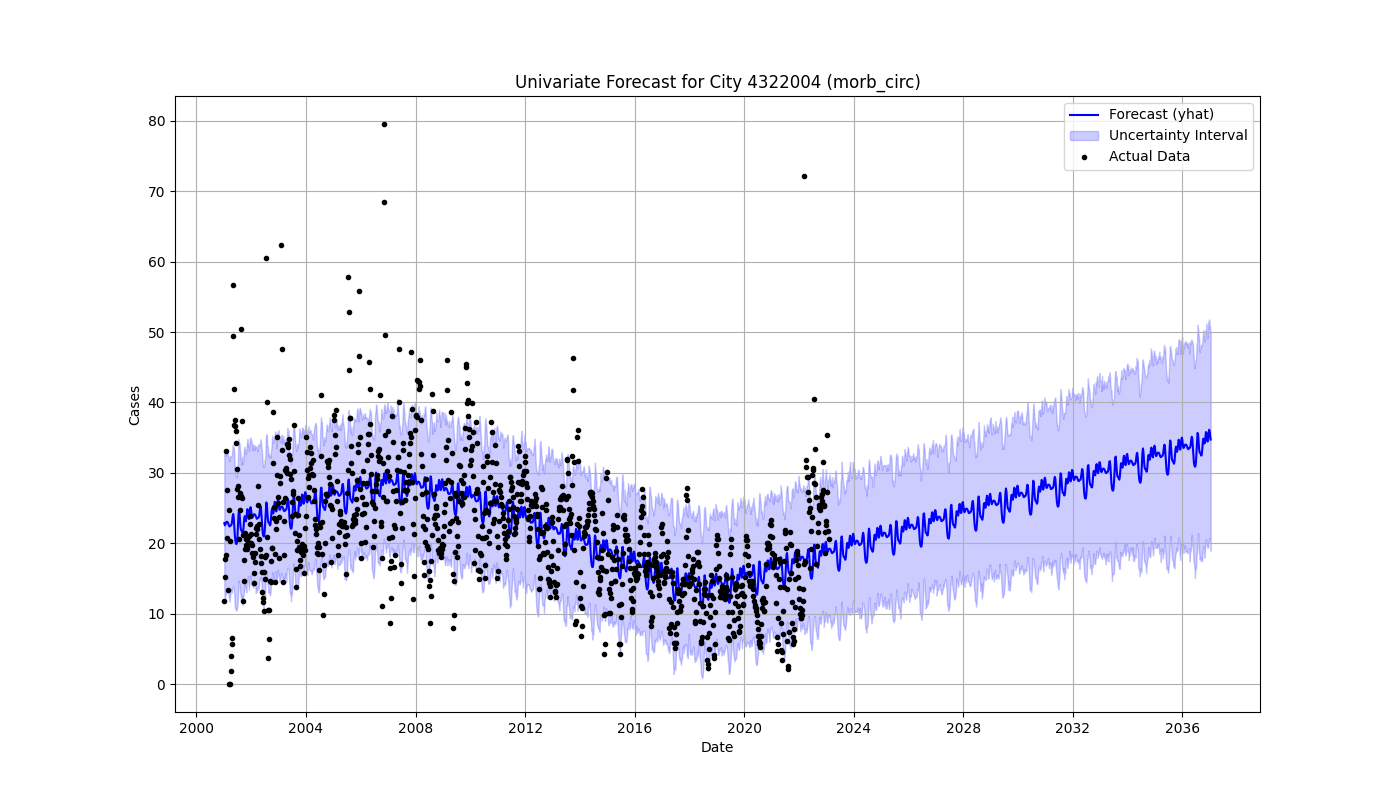 Univariate Forecast for City 4322004 (morb_circ)
Forecast (yhat)
Uncertainty Interval
Actual Data
Cases
80
70
60
50
40
30
20
10
0
2000 2004 2008 2012 2016 2020 2024 2028 2032 2036
Date